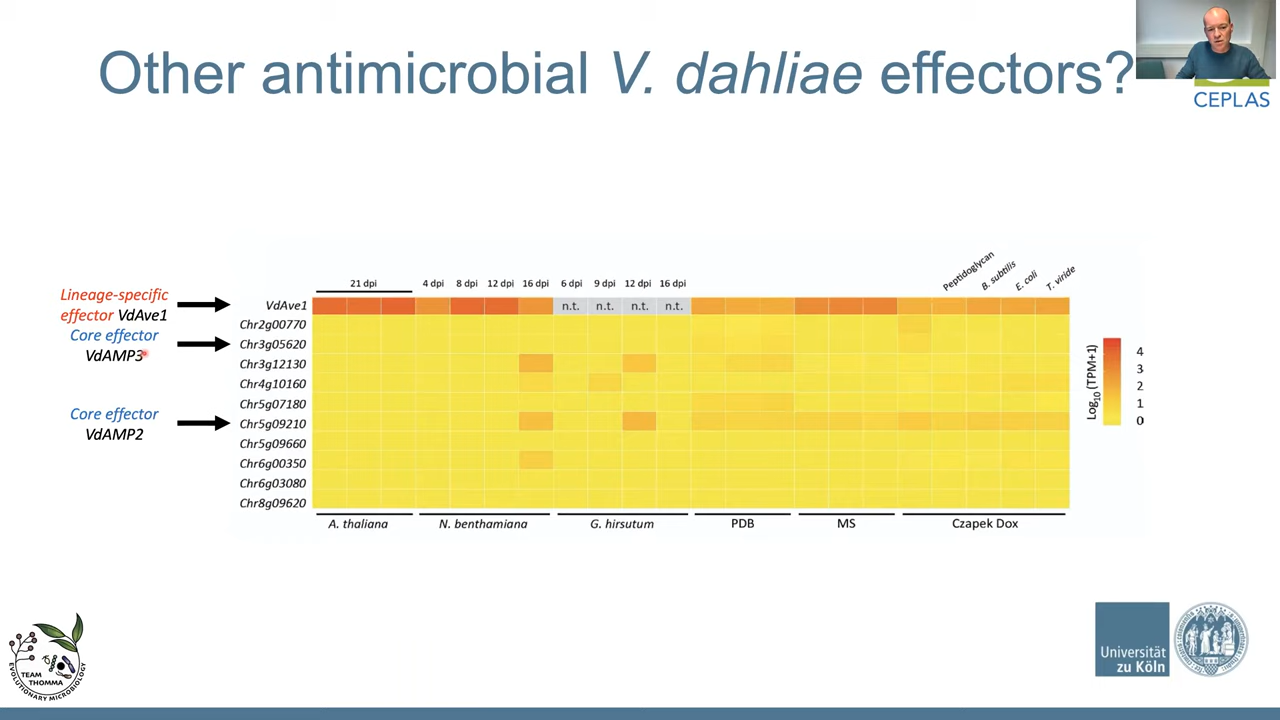 Other antimicrobial V. dahliae effectors?
CEPLAS
Lineage-specific
effector VdAve1
Core effector
VdAMP3
Core effector
VdAMP2
21 dpi 4 dpi 8 dpi 12 dpi 16 dpi 6 dpi 9 dpi 12 dpi 16 dpi Peptidoglycan B. subtilis E. coli T. viride
VdAve1 n.t. n.t. n.t. n.t.
Chr2g00770
Chr3g05620
Chr3g12130
Chr4g10160
Chr5g07180
Chr5g09210
Chr5g09660
Chr6g00350
Chr6g03080
Chr8g09620
A. thaliana N. benthamiana G. hirsutum PDB MS Czapek Dox
Log10 (TPM+1)
4
3
2
1
0
TEAM
THOMMA
EVOLUTIONARY MICROBIOLOGY
Universität
zu Köln